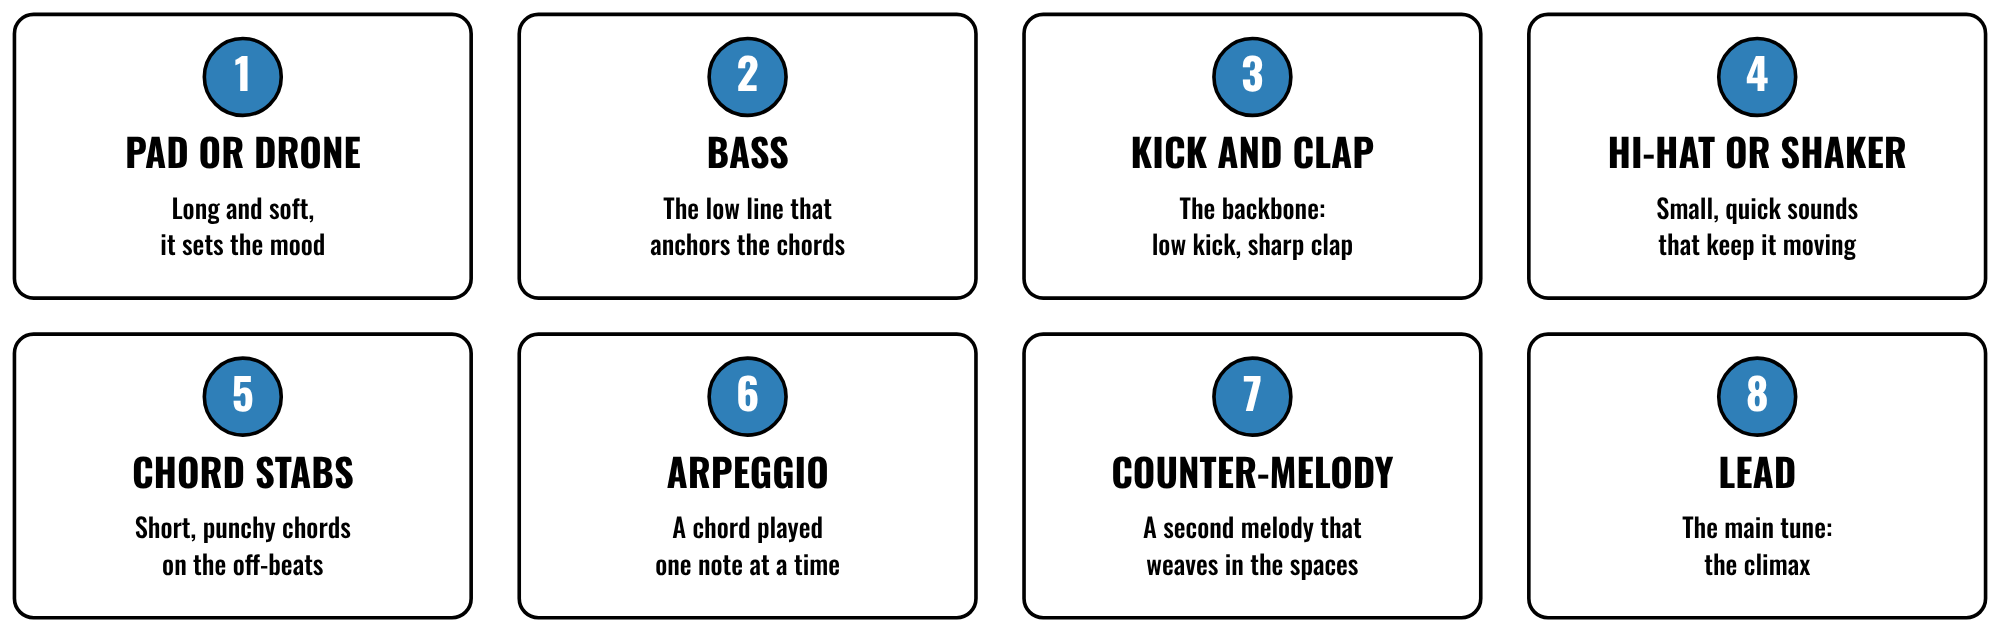 1
PAD OR DRONE
Long and soft,
it sets the mood
2
BASS
The low line that
anchors the chords
3
KICK AND CLAP
The backbone:
low kick, sharp clap
4
HI-HAT OR SHAKER
Small, quick sounds
that keep it moving
5
CHORD STABS
Short, punchy chords
on the off-beats
6
ARPEGGIO
A chord played
one note at a time
7
COUNTER-MELODY
A second melody that
weaves in the spaces
8
LEAD
The main tune:
the climax